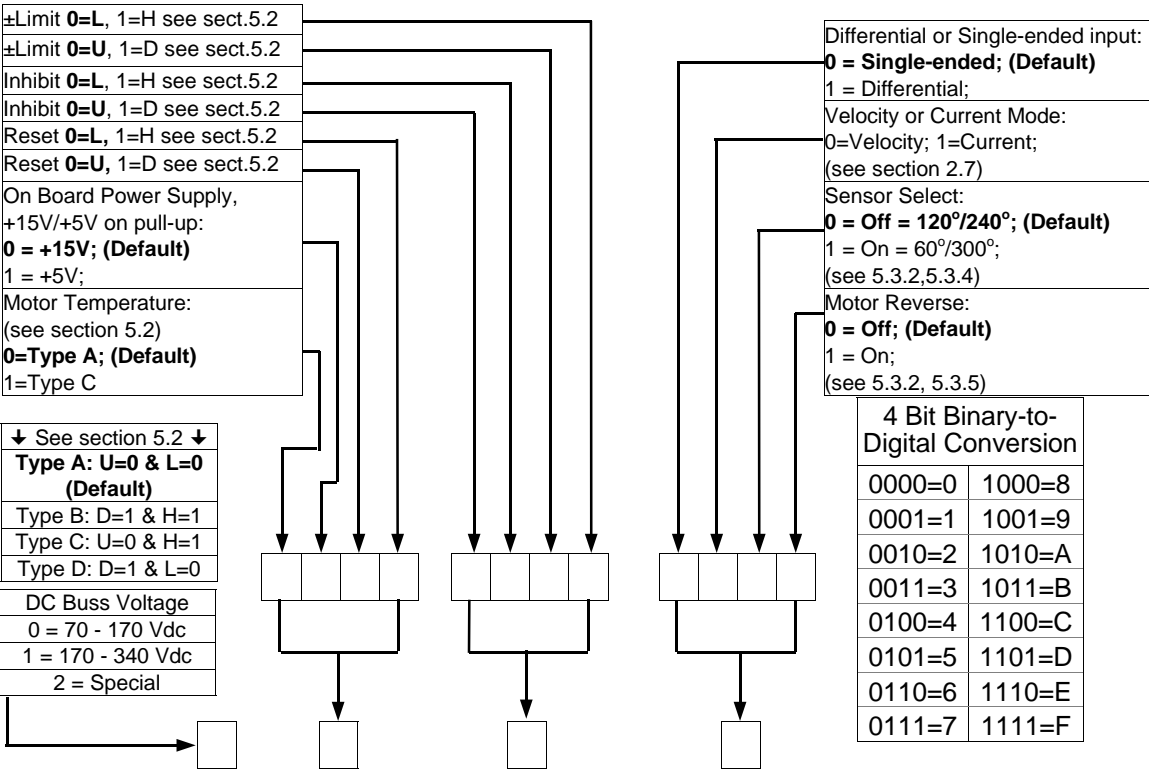 ±Limit 0=L, 1=H see sect.5.2
±Limit 0=U, 1=D see sect.5.2
Inhibit 0=L, 1=H see sect.5.2
Inhibit 0=U, 1=D see sect.5.2
Reset 0=L, 1=H see sect.5.2
Reset 0=U, 1=D see sect.5.2
On Board Power Supply,
+15V/+5V on pull-up:
0 = +15V; (Default)
1 = +5V;
Motor Temperature:
(see section 5.2)
0=Type A; (Default)
1=Type C
🠋 See section 5.2 🠋
Type A: U=0 & L=0
(Default)
Type B: D=1 & H=1
Type C: U=0 & H=1
Type D: D=1 & L=0
DC Buss Voltage
0 = 70 - 170 Vdc
1 = 170 - 340 Vdc
2 = Special
Differential or Single-ended input:
0 = Single-ended; (Default)
1 = Differential;
Velocity or Current Mode:
0=Velocity; 1=Current;
(see section 2.7)
Sensor Select:
0 = Off = 120°/240°; (Default)
1 = On = 60°/300°;
(see 5.3.2,5.3.4)
Motor Reverse:
0 = Off; (Default)
1 = On;
(see 5.3.2, 5.3.5)
4 Bit Binary-to-
Digital Conversion
0000=0 1000=8
0001=1 1001=9
0010=2 1010=A
0011=3 1011=B
0100=4 1100=C
0101=5 1101=D
0110=6 1110=E
0111=7 1111=F